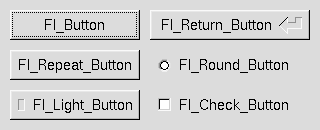 Fl_Button
Fl_Return_Button
Fl_Repeat_Button
Fl_Round_Button
Fl_Light_Button
Fl_Check_Button